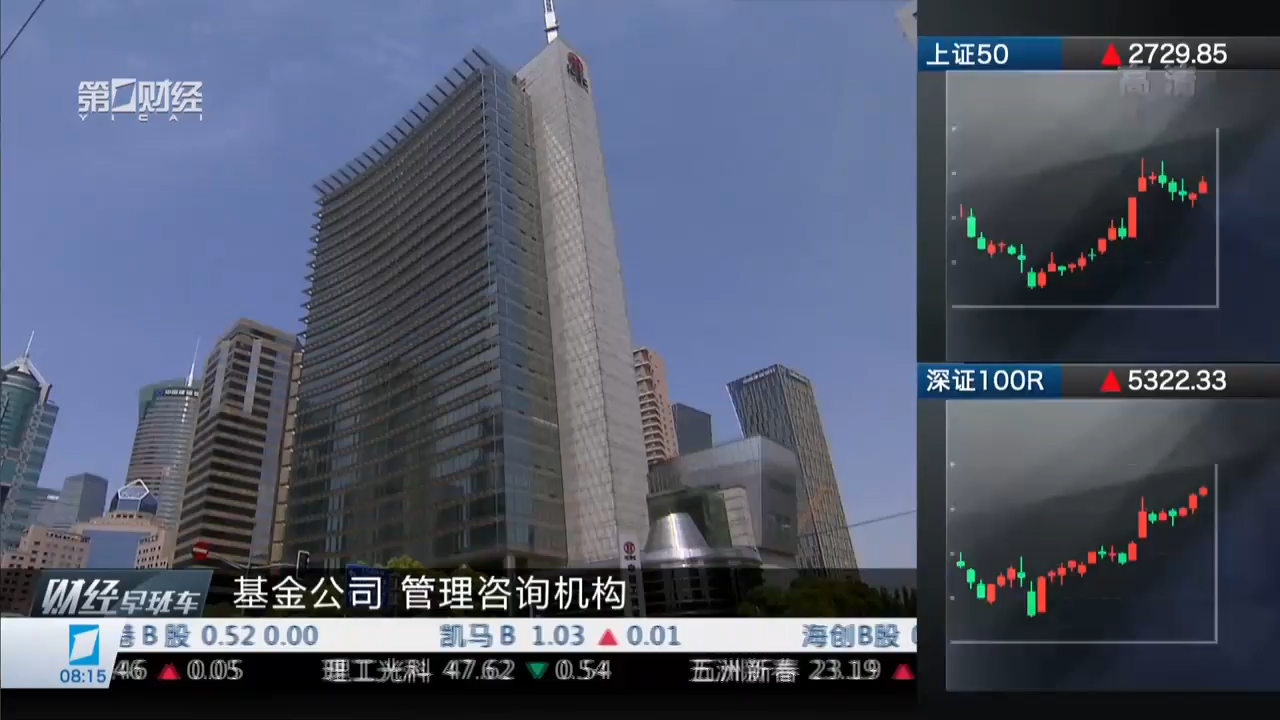 第一财经
YICAI
上证50 ▲ 2729.85
高清
深证100R ▲ 5322.33
财经早班车
基金公司 管理咨询机构
B股 0.52 0.00 凯马B 1.03 ▲ 0.01 海创B股
08:15
46 ▲ 0.05 理工光科 47.62 ▼ 0.54 五洲新春 23.19 ▲